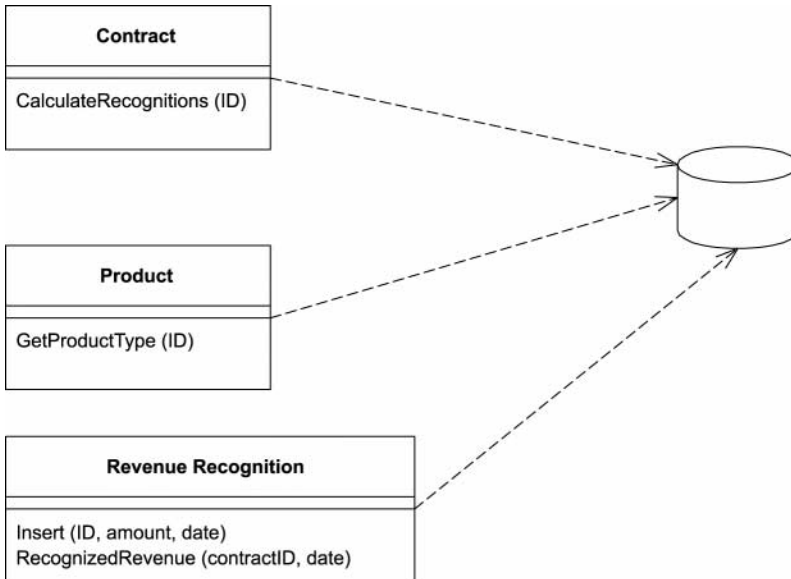 Contract
CalculateRecognitions (ID)
Product
GetProductType (ID)
Revenue Recognition
Insert (ID, amount, date)
RecognizedRevenue (contractID, date)